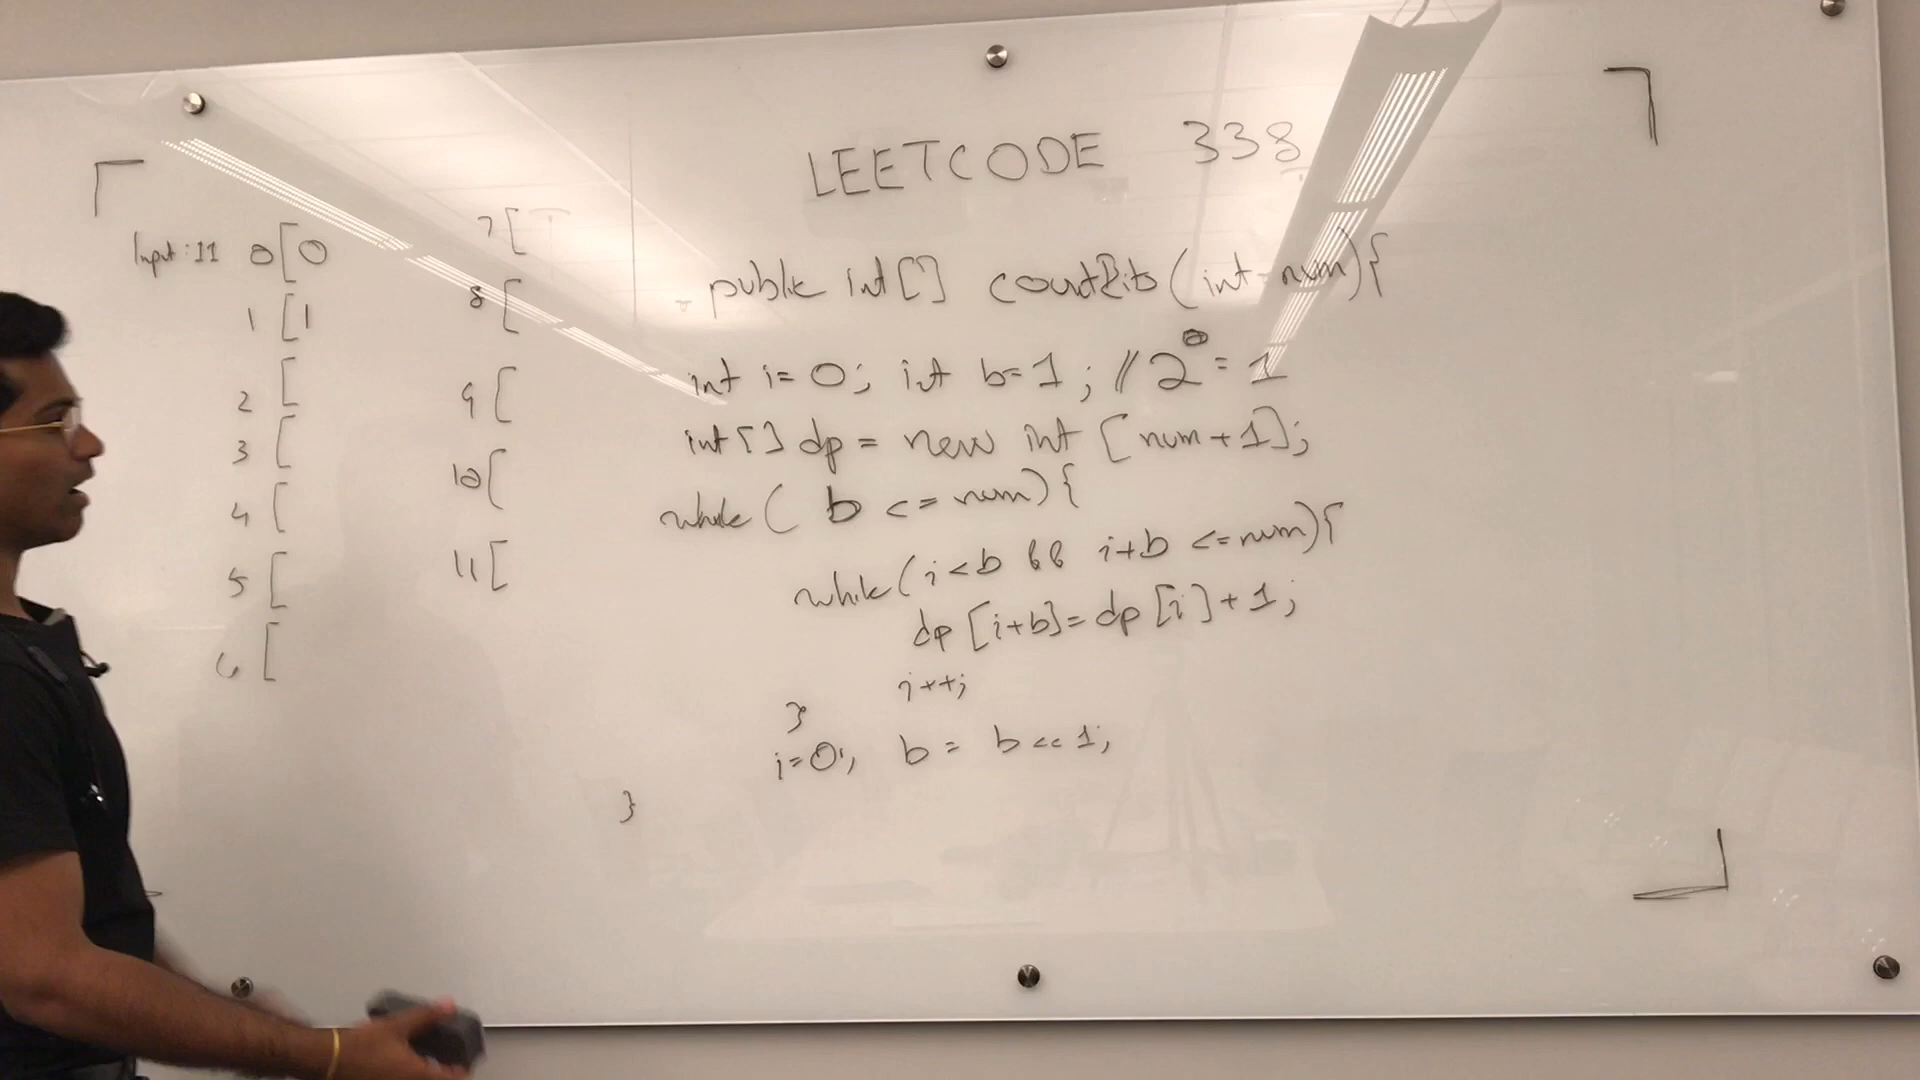 LEETCODE 338
Input:11 0[0
1[1
2[
3[
4[
5[
6[
7[
8[
9[
10[
11[
public int[] countBits(int num){
int i=0; int b=1; //2^0=1
int[] dp = new int[num+1];
while( b <= num){
while(i<b && i+b <=num){
dp[i+b]=dp[i]+1;
i++;
}
i=0; b= b<<1;
}